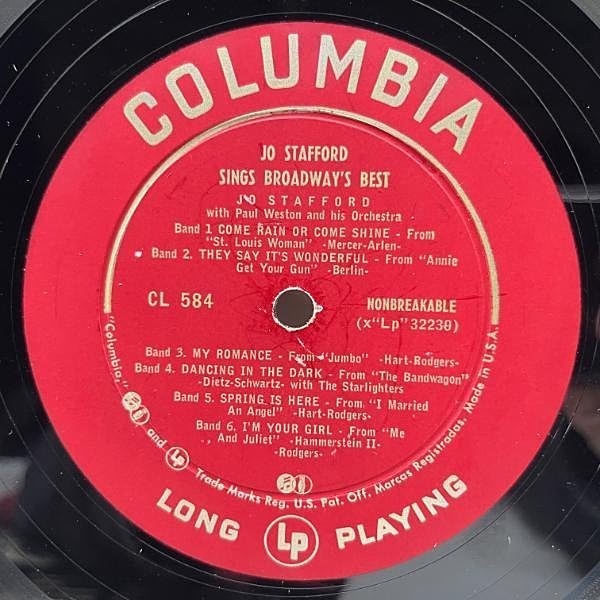 COLUMBIA
JO STAFFORD
SINGS BROADWAY'S BEST
JO STAFFORD
with Paul Weston and his Orchestra
Band 1 COME RAIN OR COME SHINE - From
"St. Louis Woman" -Mercer-Arlen-
Band 2. THEY SAY IT'S WONDERFUL - From "Annie
Get Your Gun" -Berlin-
CL 584
NONBREAKABLE
(x"Lp" 32230)
Band 3. MY ROMANCE - From "Jumbo" -Hart-Rodgers-
Band 4. DANCING IN THE DARK - From "The Bandwagon"
-Dietz-Schwartz- with The Starlighters
Band 5. SPRING IS HERE - From "I Married
An Angel" -Hart-Rodgers-
Band 6. I'M YOUR GIRL - From "Me
And Juliet" -Hammerstein II-
-Rodgers-
"Columbia," and Lp Trade Marks Reg. U.S. Pat. Off. Marcas Registradas. Made in U.S.A.
LONG Lp PLAYING